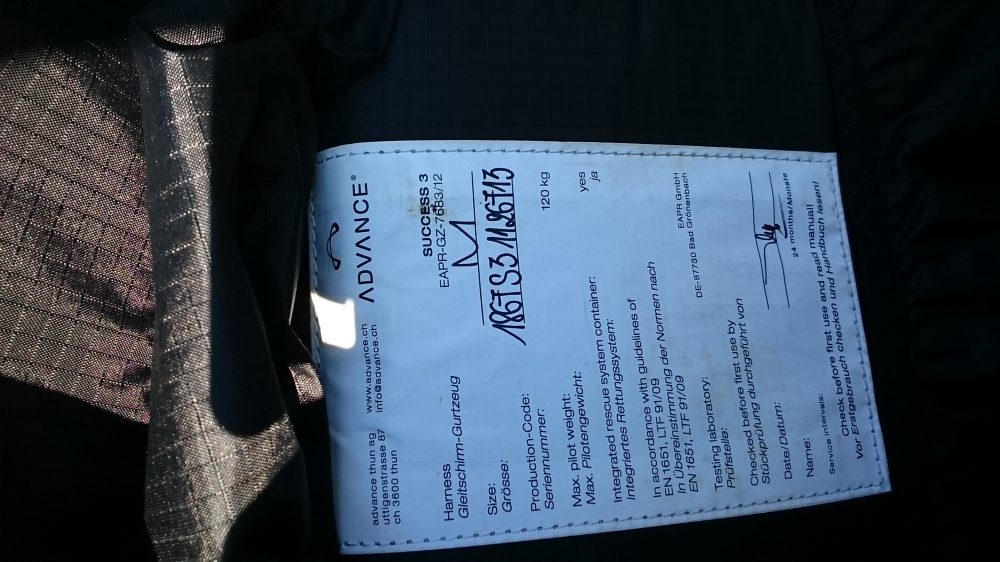 ADVANCE®
advance thun ag www.advance.ch
uttigenstrasse 87 info@advance.ch
ch 3600 thun
Harness SUCCESS 3
Gleitschirm-Gurtzeug EAPR-GZ-7683/12
Size: M
Grösse:
Production-Code:
Seriennummer:
Max. pilot weight: 120 kg
Max. Pilotengewicht:
Integrated rescue system container: yes
Integriertes Rettungssystem: ja
In accordance with guidelines of
EN 1651, LTF 91/09
In Übereinstimmung der Normen nach
EN 1651, LTF 91/09
Testing laboratory: EAPR GmbH
Prüfstelle: DE-87730 Bad Grönenbach
Checked before first use by
Stückprüfung durchgeführt von
Date/Datum:
Name:
Service intervals: 24 months/Monate
Check before first use and read manual!
Vor Erstgebrauch checken und Handbuch lesen!